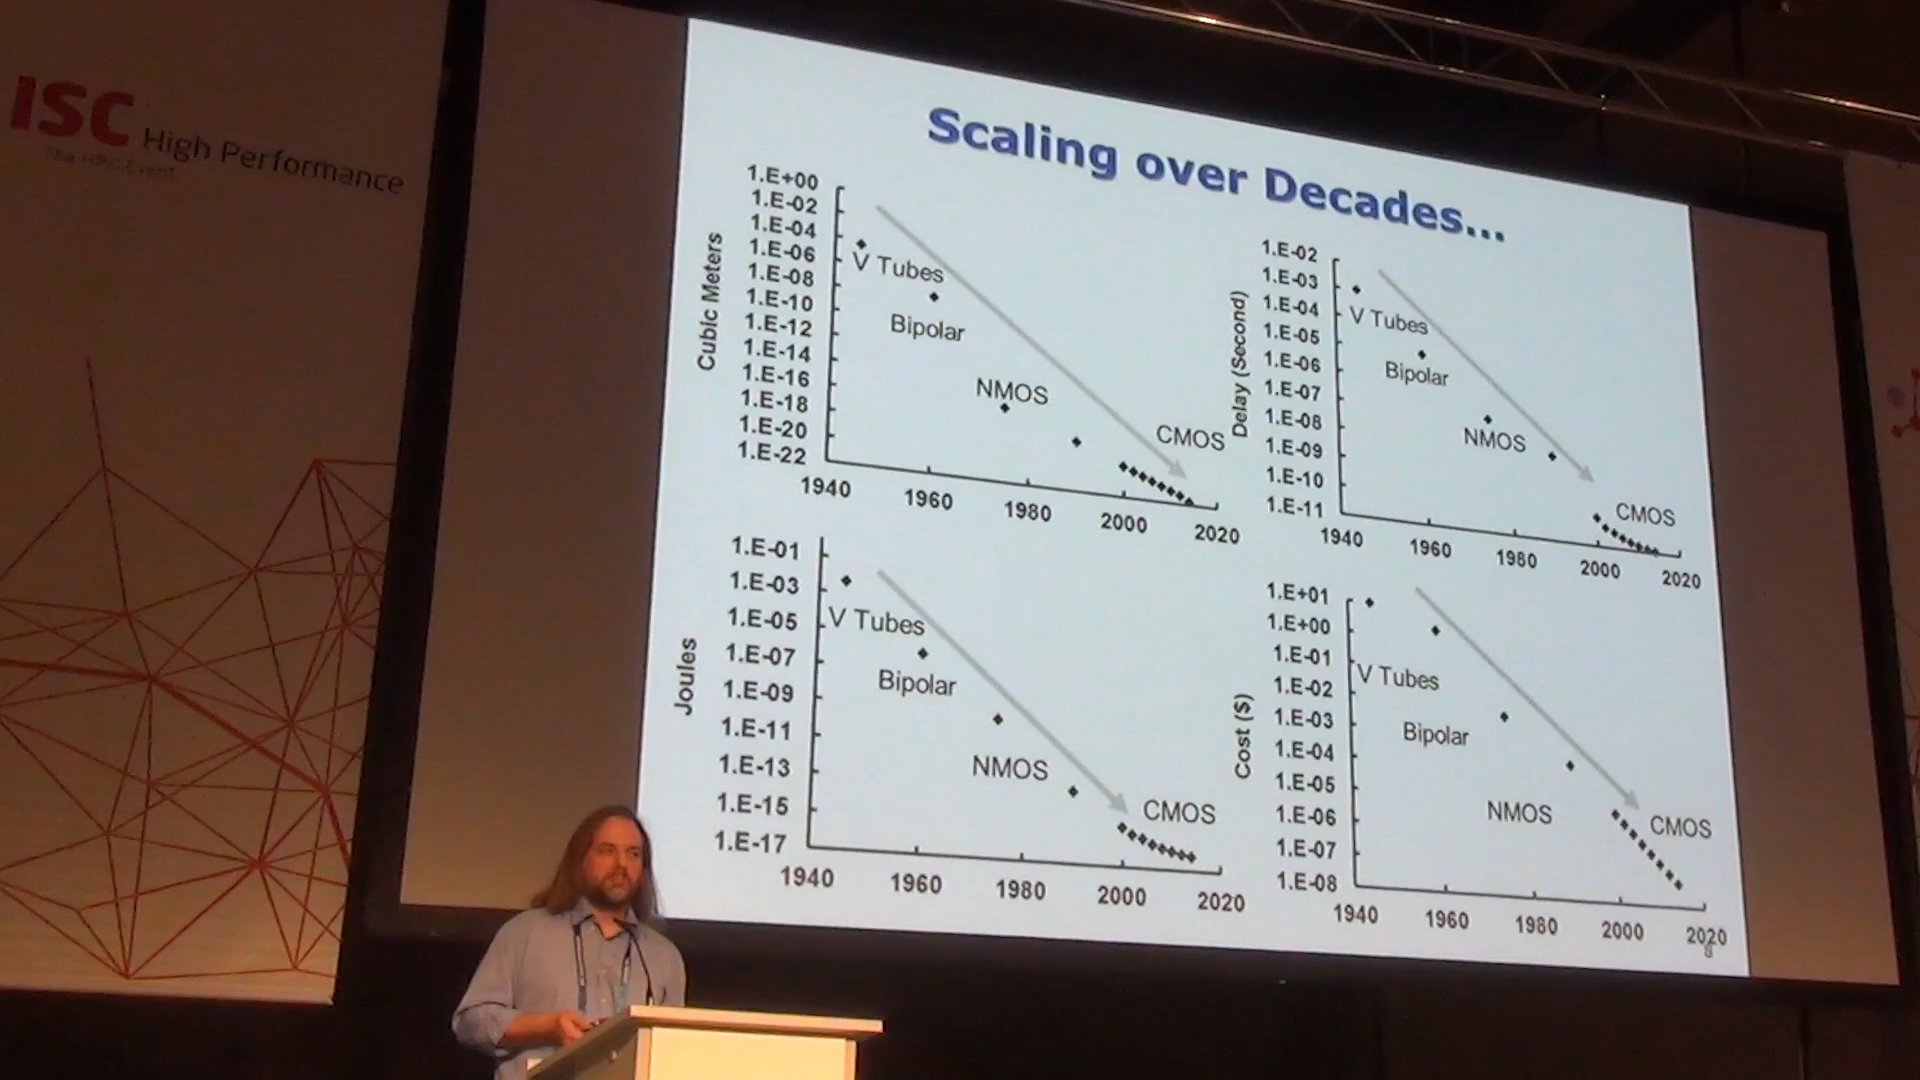 ISC High Performance
The HPC Event
Scaling over Decades...
Cubic Meters
1.E+00
1.E-02
1.E-04
1.E-06
1.E-08
1.E-10
1.E-12
1.E-14
1.E-16
1.E-18
1.E-20
1.E-22
V Tubes
Bipolar
NMOS
CMOS
1940 1960 1980 2000 2020
Delay (Second)
1.E-02
1.E-03
1.E-04
1.E-05
1.E-06
1.E-07
1.E-08
1.E-09
1.E-10
1.E-11
V Tubes
Bipolar
NMOS
CMOS
1940 1960 1980 2000 2020
Joules
1.E-01
1.E-03
1.E-05
1.E-07
1.E-09
1.E-11
1.E-13
1.E-15
1.E-17
V Tubes
Bipolar
NMOS
CMOS
1940 1960 1980 2000 2020
Cost ($)
1.E+01
1.E+00
1.E-01
1.E-02
1.E-03
1.E-04
1.E-05
1.E-06
1.E-07
1.E-08
V Tubes
Bipolar
NMOS
CMOS
1940 1960 1980 2000 2020
8